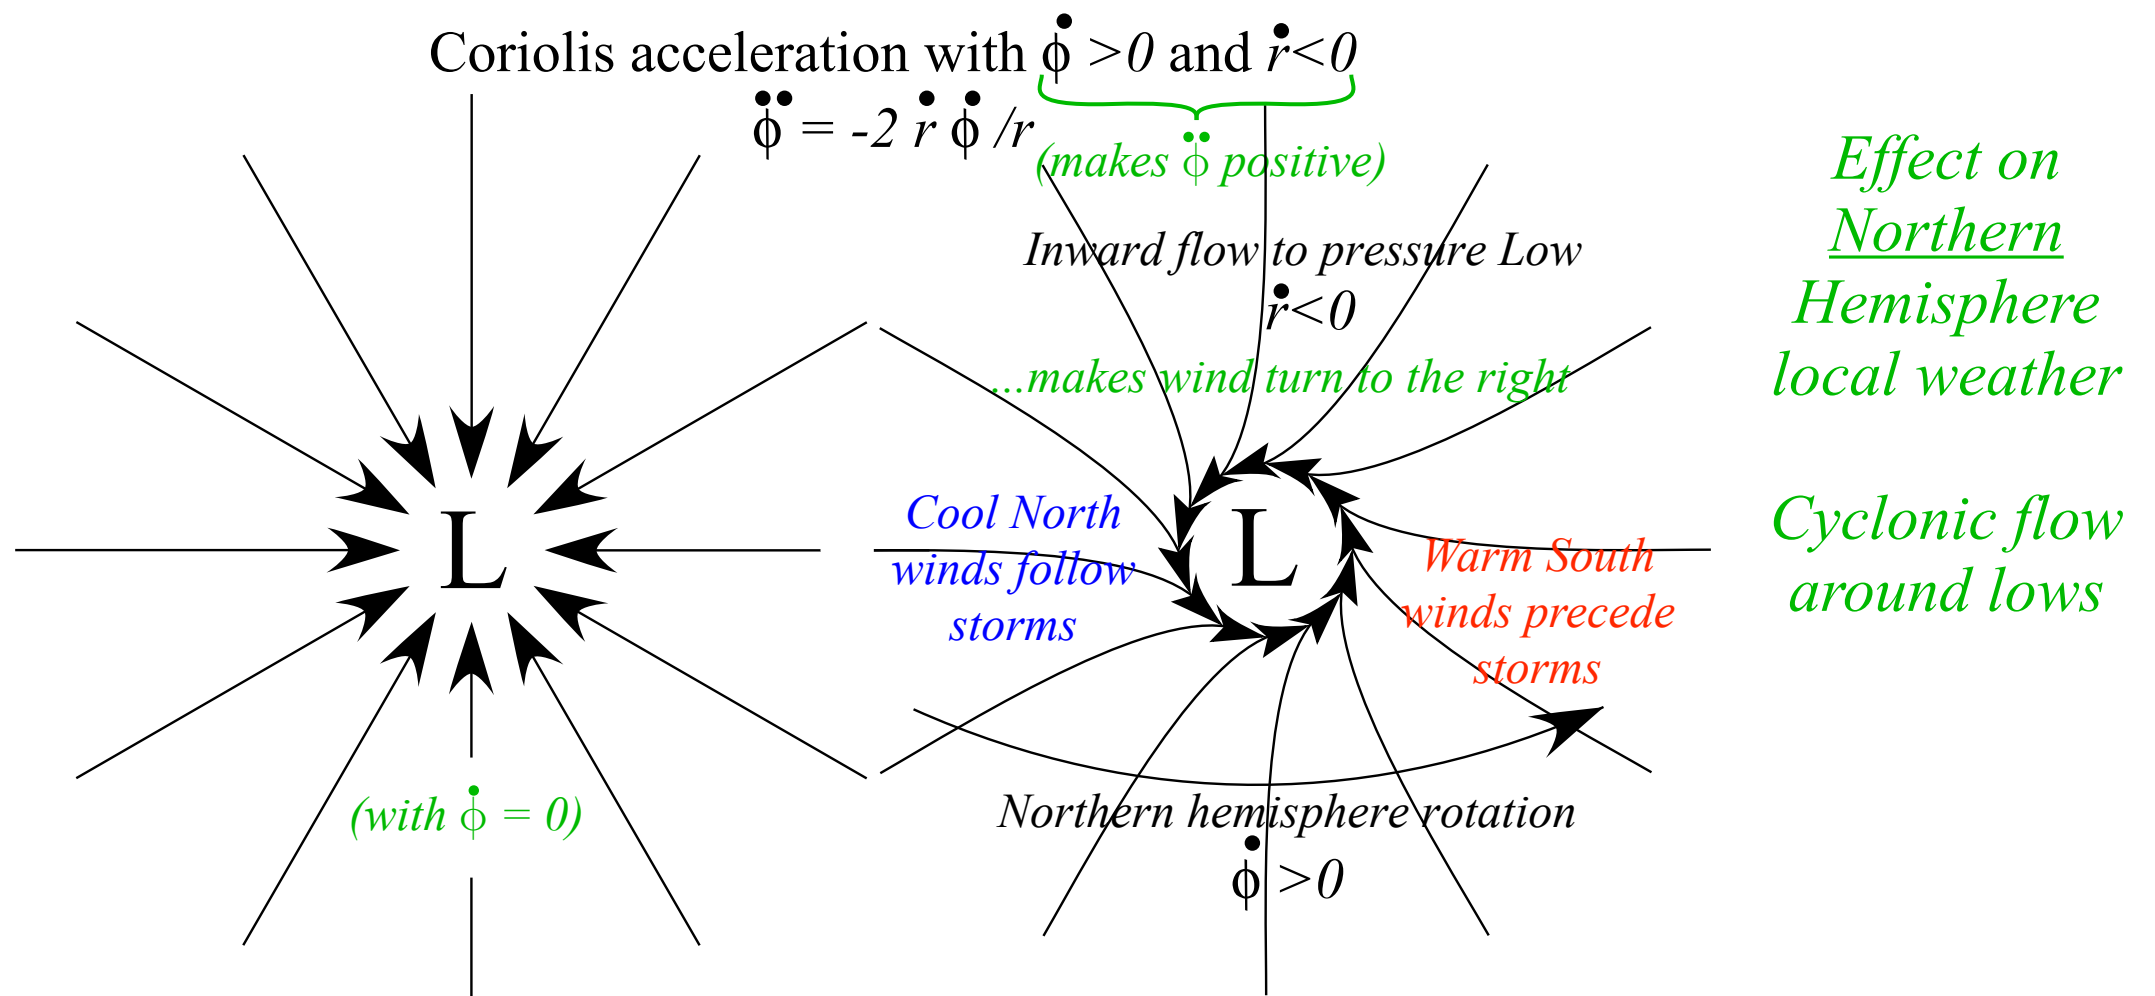 Coriolis acceleration with ϕ̇ >0 and ṙ<0
ϕ̈ = -2 ṙ ϕ̇ /r
(makes ϕ̈ positive)
Inward flow to pressure Low
ṙ<0
...makes wind turn to the right
L
(with ϕ̇ = 0)
L
Cool North
winds follow
storms
Warm South
winds precede
storms
Northern hemisphere rotation
ϕ̇ >0
Effect on
Northern
Hemisphere
local weather
Cyclonic flow
around lows